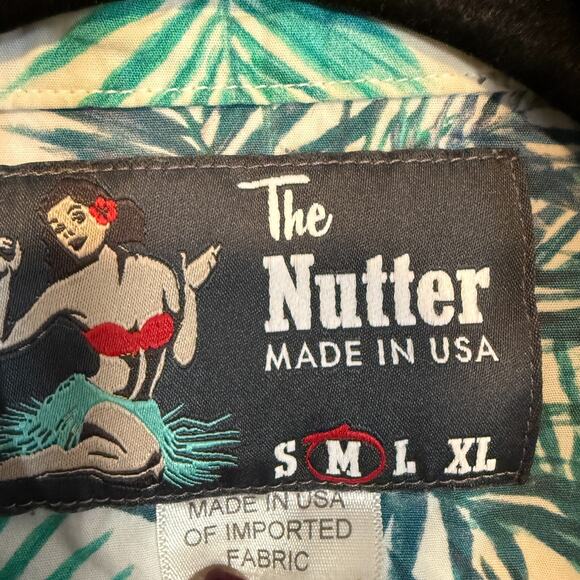 The
Nutter
MADE IN USA
S M L XL
MADE IN USA
OF IMPORTED
FABRIC